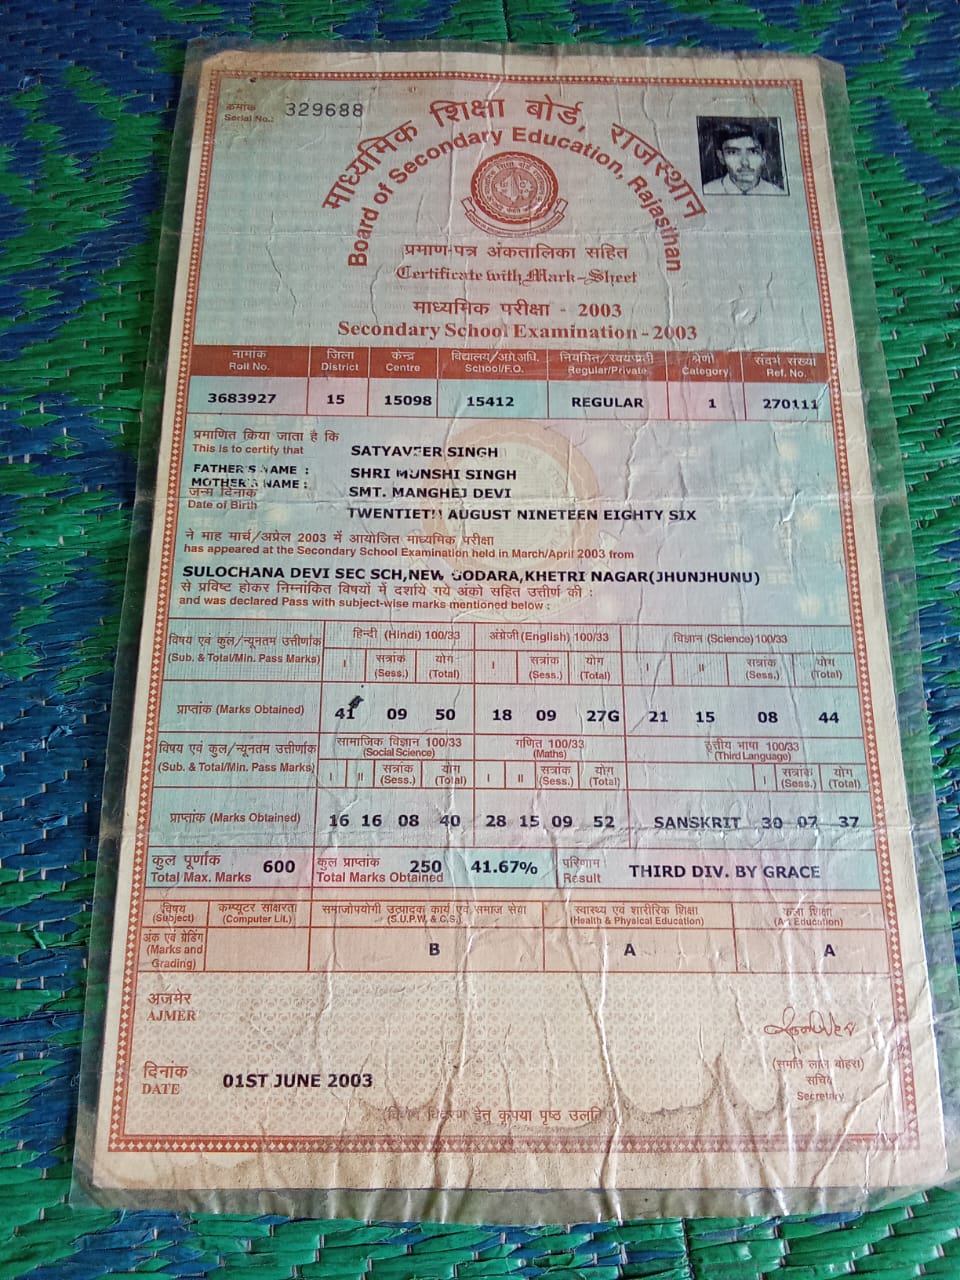 क्रमांक
Serial No.: 329688
माध्यमिक शिक्षा बोर्ड, राजस्थान
Board of Secondary Education, Rajasthan
प्रमाण-पत्र अंकतालिका सहित
Certificate with Mark-Sheet
माध्यमिक परीक्षा - 2003
Secondary School Examination - 2003
नामांक जिला केन्द्र विद्यालय/अग्रे.अधि. नियमित/स्वयंपाठी श्रेणी संदर्भ संख्या
Roll No. District Centre School/F.O. Regular/Private Category Ref. No.
3683927 15 15098 15412 REGULAR 1 270111
प्रमाणित किया जाता है कि
This is to certify that SATYAVEER SINGH
FATHER'S NAME : SHRI MUNSHI SINGH
MOTHER'S NAME : SMT. MANGHEJ DEVI
जन्म दिनांक
Date of Birth TWENTIETH AUGUST NINETEEN EIGHTY SIX
ने माह मार्च/अप्रेल 2003 में आयोजित माध्यमिक परीक्षा
has appeared at the Secondary School Examination held in March/April 2003 from
SULOCHANA DEVI SEC SCH,NEW GODARA,KHETRI NAGAR(JHUNJHUNU)
से प्रविष्ट होकर निम्नांकित विषयों में दर्शाये गये अंको सहित उत्तीर्ण की :
and was declared Pass with subject-wise marks mentioned below :
विषय एवं कुल/न्यूनतम उत्तीर्णांक हिन्दी (Hindi) 100/33 अंग्रेजी (English) 100/33 विज्ञान (Science) 100/33
(Sub. & Total/Min. Pass Marks) I सत्रांक (Sess.) योग (Total) I सत्रांक (Sess.) योग (Total) I II सत्रांक (Sess.) योग (Total)
प्राप्तांक (Marks Obtained) 41 09 50 18 09 27G 21 15 08 44
विषय एवं कुल/न्यूनतम उत्तीर्णांक सामाजिक विज्ञान 100/33 गणित 100/33 तृतीय भाषा 100/33
(Social Science) (Maths) (Third Language)
(Sub. & Total/Min. Pass Marks) I II सत्रांक (Sess.) योग (Total) I II सत्रांक (Sess.) योग (Total) I सत्रांक (Sess.) योग (Total)
प्राप्तांक (Marks Obtained) 16 16 08 40 28 15 09 52 SANSKRIT 30 07 37
कुल पूर्णांक 600 कुल प्राप्तांक 250 41.67% परिणाम THIRD DIV. BY GRACE
Total Max. Marks Total Marks Obtained Result
विषय कम्प्यूटर साक्षरता समाजोपयोगी उत्पादक कार्य एवं समाज सेवा स्वास्थ्य एवं शारीरिक शिक्षा कला शिक्षा
(Subject) (Computer Lit.) (S.U.P.W. & C.S.) (Health & Physical Education) (Art Education)
अंक एवं ग्रेडिंग
(Marks and Grading) B A A
अजमेर
AJMER
(सुमति लाल बोहरा)
सचिव
Secretary
दिनांक
DATE 01ST JUNE 2003
हेतु कृपया पृष्ठ उलटिये